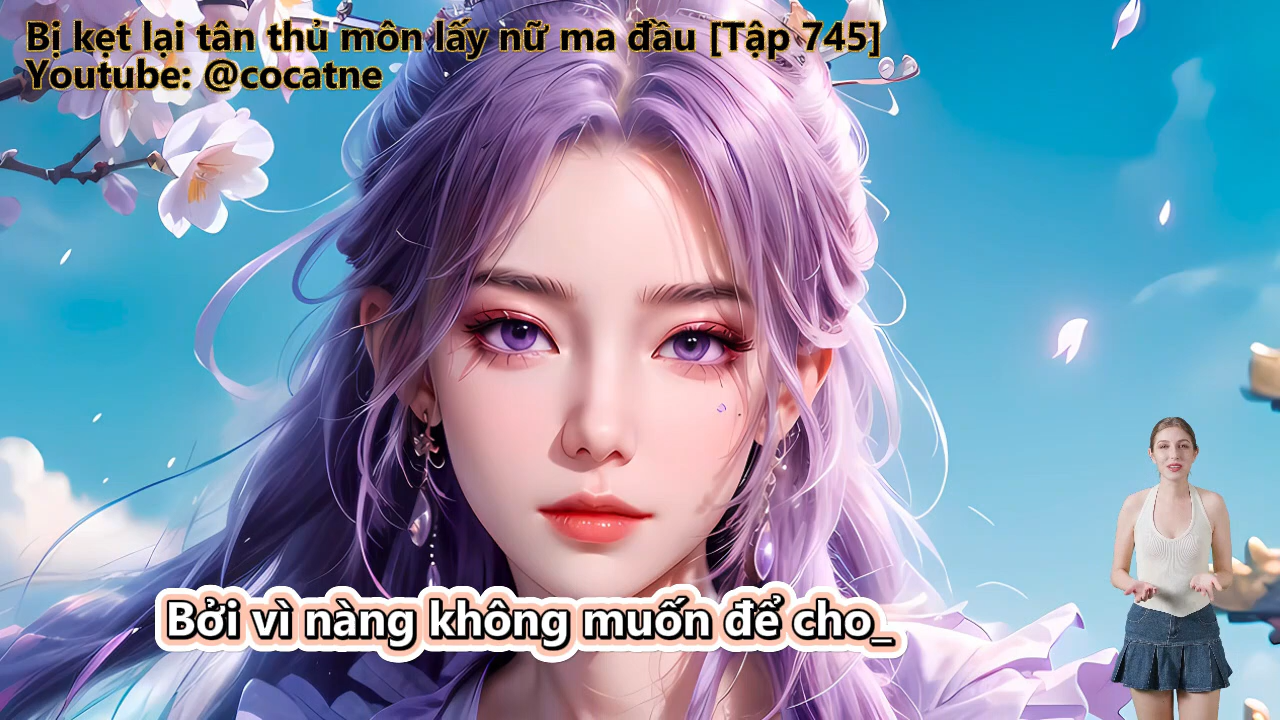 Bị kẹt lại tân thủ môn lấy nữ ma đầu [Tập 745]
Youtube: @cocatne
Bởi vì nàng không muốn để cho_